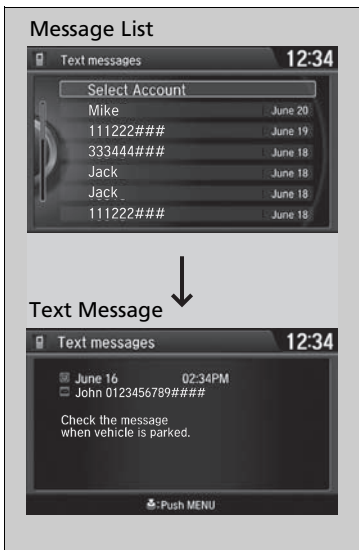 Message List
Text messages 12:34
Select Account
Mike June 20
111222### June 19
333444### June 18
Jack June 18
Jack June 18
111222### June 18
Text Message
Text messages 12:34
June 16 02:34PM
John 0123456789####
Check the message
when vehicle is parked.
:Push MENU